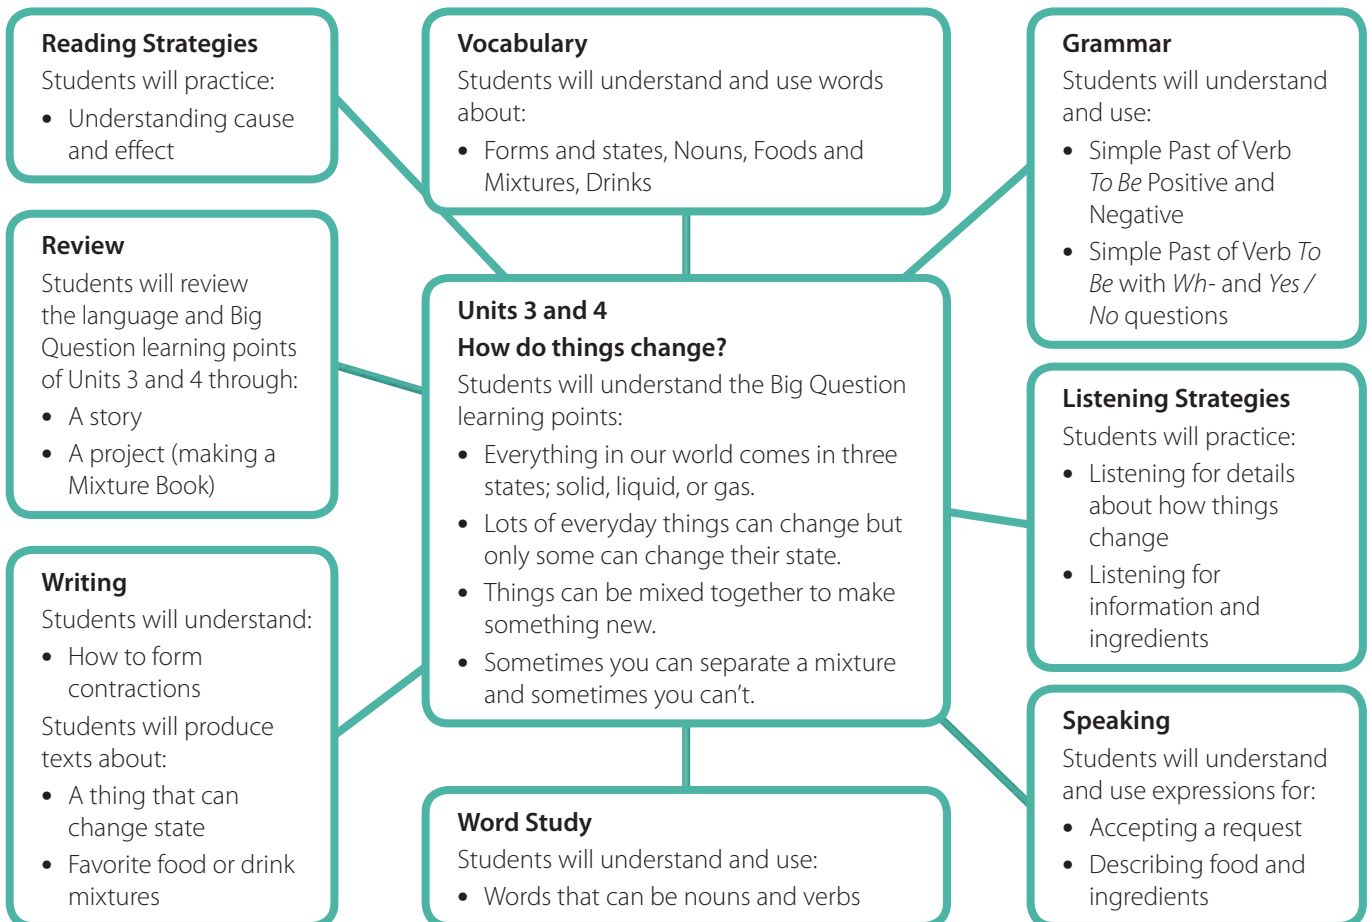 Reading Strategies
Students will practice:
• Understanding cause
and effect
Vocabulary
Students will understand and use words
about:
• Forms and states, Nouns, Foods and
Mixtures, Drinks
Grammar
Students will understand
and use:
• Simple Past of Verb
To Be Positive and
Negative
• Simple Past of Verb To
Be with Wh- and Yes /
No questions
Review
Students will review
the language and Big
Question learning points
of Units 3 and 4 through:
• A story
• A project (making a
Mixture Book)
Units 3 and 4
How do things change?
Students will understand the Big Question
learning points:
• Everything in our world comes in three
states; solid, liquid, or gas.
• Lots of everyday things can change but
only some can change their state.
• Things can be mixed together to make
something new.
• Sometimes you can separate a mixture
and sometimes you can't.
Listening Strategies
Students will practice:
• Listening for details
about how things
change
• Listening for
information and
ingredients
Writing
Students will understand:
• How to form
contractions
Students will produce
texts about:
• A thing that can
change state
• Favorite food or drink
mixtures
Word Study
Students will understand and use:
• Words that can be nouns and verbs
Speaking
Students will understand
and use expressions for:
• Accepting a request
• Describing food and
ingredients